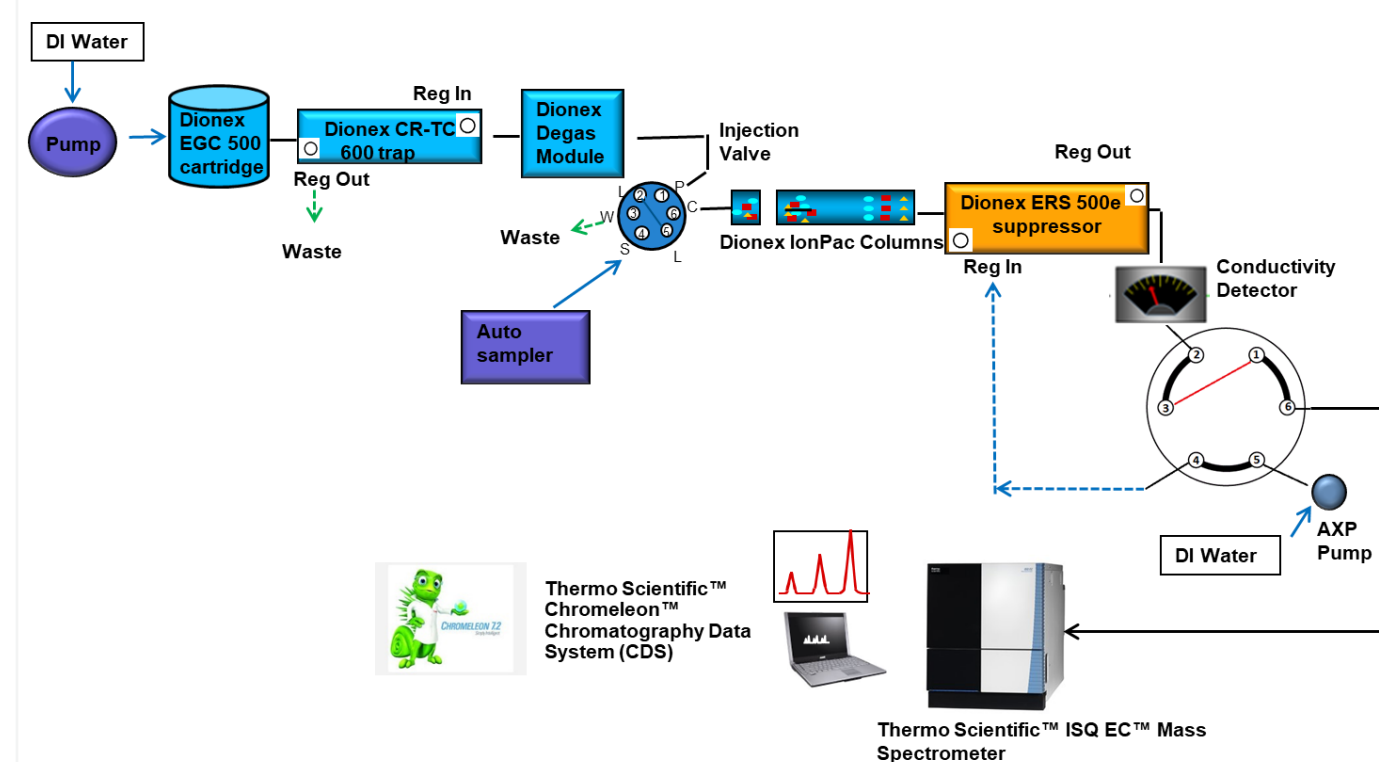 DI Water
Pump
Dionex
EGC 500
cartridge
Reg In
Dionex CR-TC
600 trap
Reg Out
Waste
Dionex
Degas
Module
Injection
Valve
P
L
C
W
S
L
2
1
3
6
4
5
Waste
Auto
sampler
Dionex IonPac Columns
Reg Out
Dionex ERS 500e
suppressor
Reg In
Conductivity
Detector
2
1
3
6
4
5
AXP
Pump
DI Water
CHROMELEON 7.2
Thermo Scientific™
Chromeleon™
Chromatography Data
System (CDS)
Thermo Scientific™ ISQ EC™ Mass
Spectrometer